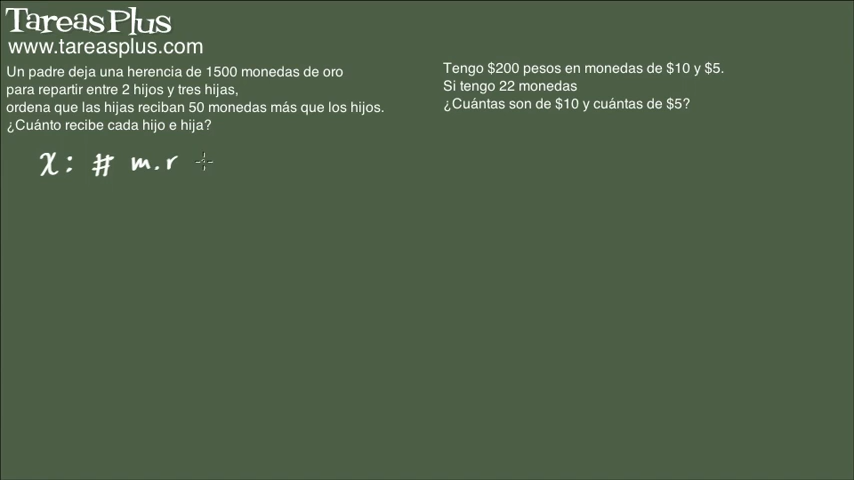 TareasPlus
www.tareasplus.com
Un padre deja una herencia de 1500 monedas de oro
para repartir entre 2 hijos y tres hijas,
ordena que las hijas reciban 50 monedas más que los hijos.
¿Cuánto recibe cada hijo e hija?
x: # m.r
Tengo $200 pesos en monedas de $10 y $5.
Si tengo 22 monedas
¿Cuántas son de $10 y cuántas de $5?